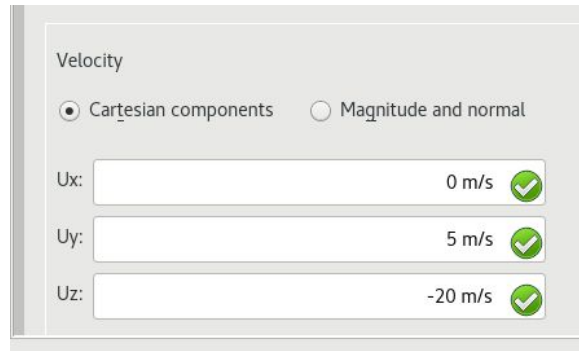 Velocity
Cartesian components Magnitude and normal
Ux: 0 m/s
Uy: 5 m/s
Uz: -20 m/s